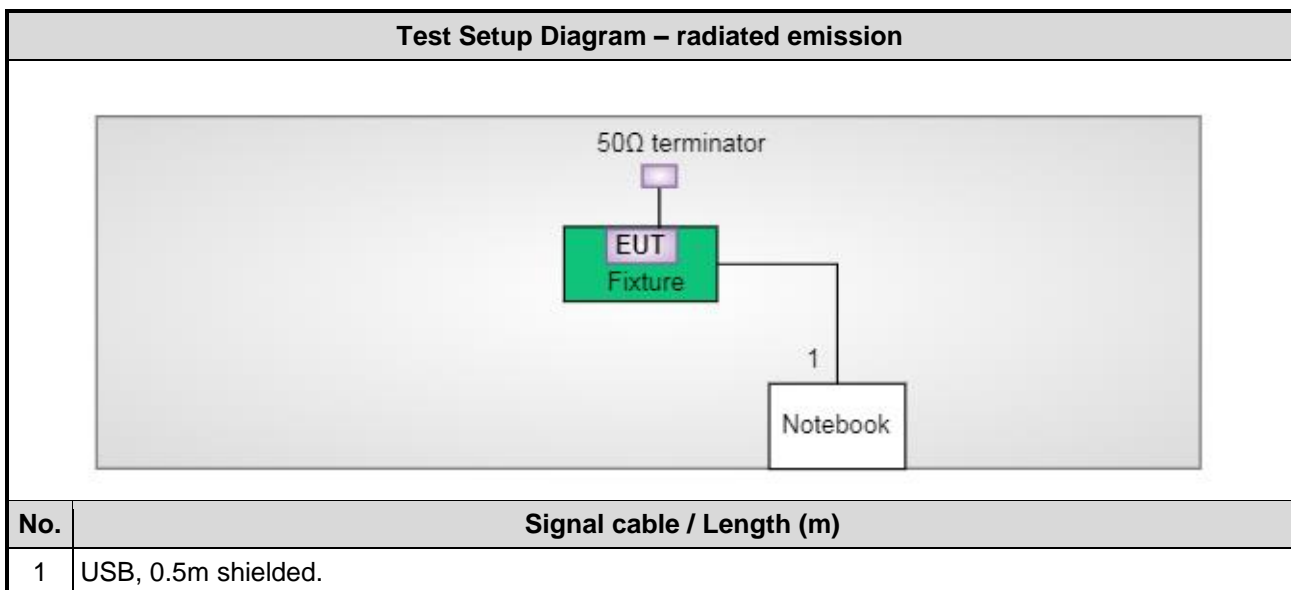 Test Setup Diagram – radiated emission
50Ω terminator
EUT
Fixture
1
Notebook
No. Signal cable / Length (m)
1 USB, 0.5m shielded.